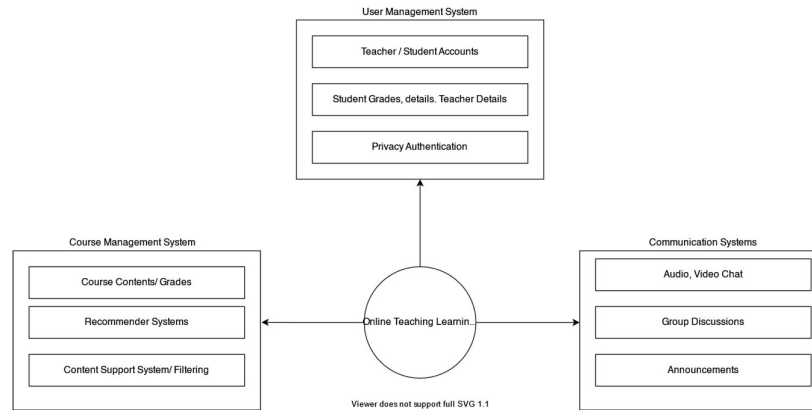 User Management System
Teacher / Student Accounts
Student Grades, details. Teacher Details
Privacy Authentication
Course Management System
Course Contents/ Grades
Recommender Systems
Content Support System/ Filtering
Online Teaching Learnin...
Communication Systems
Audio, Video Chat
Group Discussions
Announcements
Viewer does not support full SVG 1.1